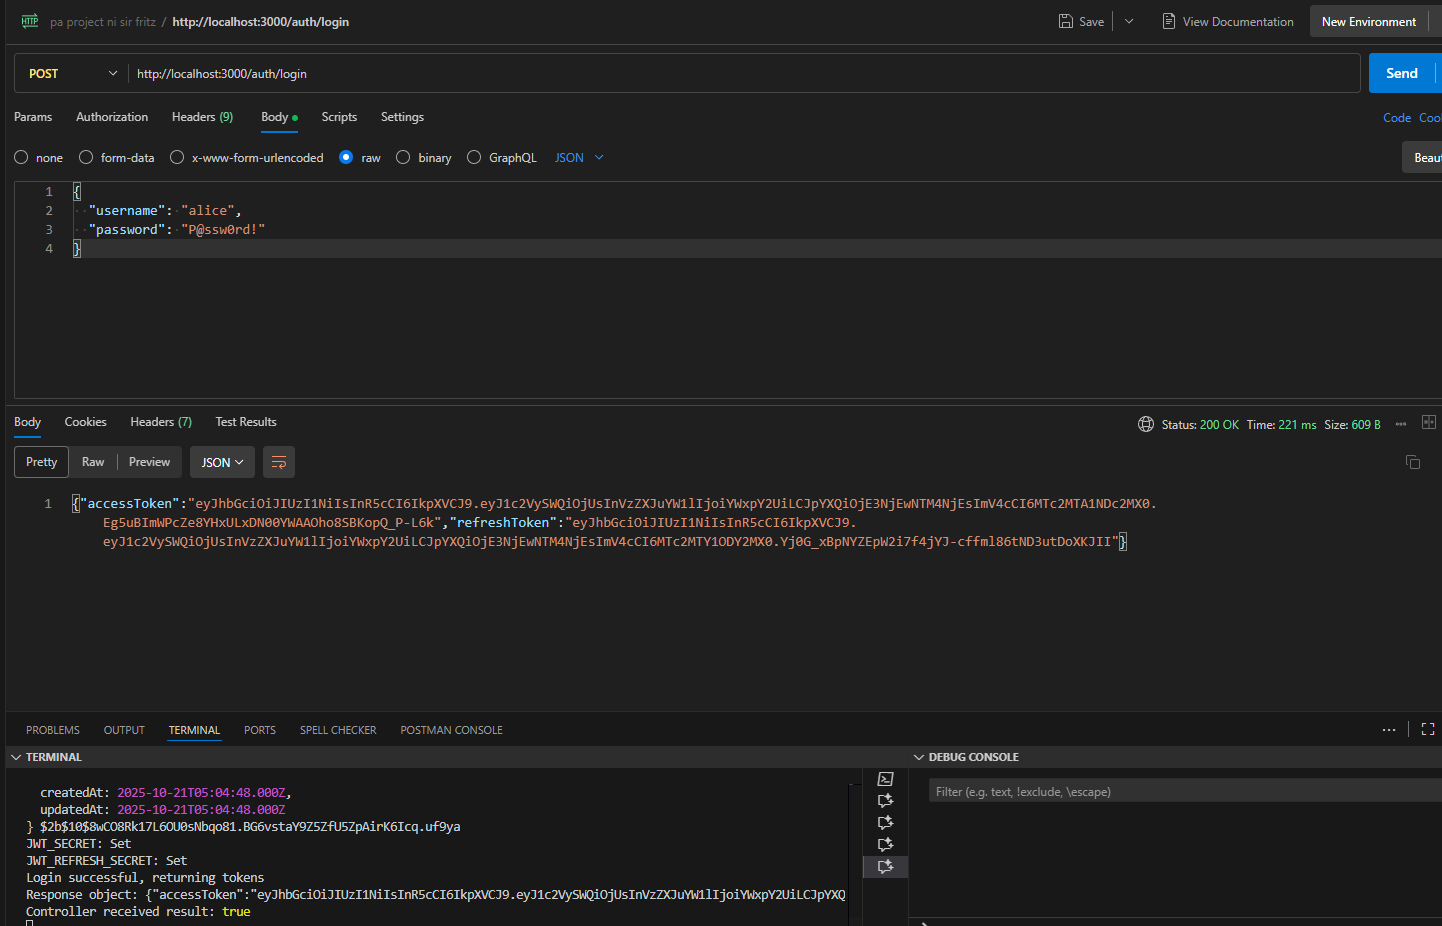 pa project ni sir fritz / http://localhost:3000/auth/login
Save
View Documentation
New Environment
POST
http://localhost:3000/auth/login
Send
Params Authorization Headers (9) Body Scripts Settings
Code
none form-data x-www-form-urlencoded raw binary GraphQL JSON
1 {
2 "username": "alice",
3 "password": "P@ssw0rd!"
4 }
Body Cookies Headers (7) Test Results
Status: 200 OK Time: 221 ms Size: 609 B
Pretty Raw Preview JSON
1 {"accessToken":"eyJhbGciOiJIUzI1NiIsInR5cCI6IkpXVCJ9.eyJ1c2VySWQiOjUsInVzZXJuYW1lIjoiYWxpY2UiLCJpYXQiOjE3NjEwNTM4NjEsImV4cCI6MTc2MTA1NDc2MX0.
Eg5uBImWPcZe8YHxULxDN00YWAAOho8SBKopQ_P-L6k","refreshToken":"eyJhbGciOiJIUzI1NiIsInR5cCI6IkpXVCJ9.
eyJ1c2VySWQiOjUsInVzZXJuYW1lIjoiYWxpY2UiLCJpYXQiOjE3NjEwNTM4NjEsImV4cCI6MTc2MTY1ODY2MX0.Yj0G_xBpNYZEpW2i7f4jYJ-cffml86tND3utDoXKJII"}
PROBLEMS OUTPUT TERMINAL PORTS SPELL CHECKER POSTMAN CONSOLE
TERMINAL
createdAt: 2025-10-21T05:04:48.000Z,
updatedAt: 2025-10-21T05:04:48.000Z
} $2b$10$8wCO8Rk17L6OU0sNbqo81.BG6vstaY9Z5ZfU5ZpAirK6Icq.uf9ya
JWT_SECRET: Set
JWT_REFRESH_SECRET: Set
Login successful, returning tokens
Response object: {"accessToken":"eyJhbGciOiJIUzI1NiIsInR5cCI6IkpXVCJ9.eyJ1c2VySWQiOjUsInVzZXJuYW1lIjoiYWxpY2UiLCJpYXQ
Controller received result: true
DEBUG CONSOLE
Filter (e.g. text, !exclude, \escape)